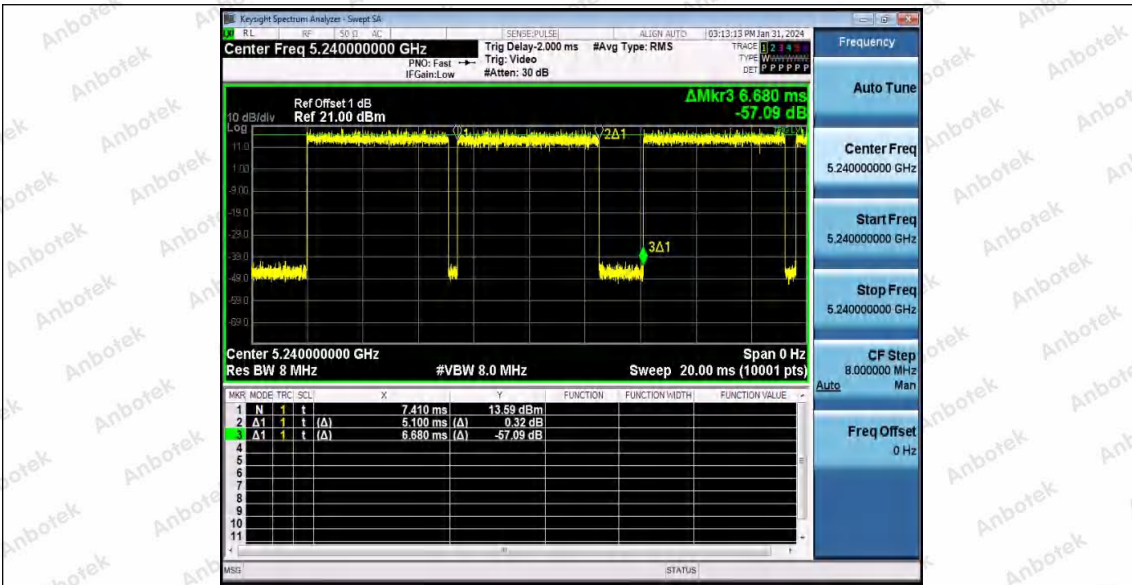 Keysight Spectrum Analyzer - Swept SA
RL RF 50 Ω AC SENSE:PULSE ALIGN AUTO 03:13:13 PM Jan 31, 2024
Center Freq 5.240000000 GHz
PNO: Fast
IFGain:Low
Trig Delay-2.000 ms
Trig: Video
#Atten: 30 dB
#Avg Type: RMS
TRACE 1 2 3 4 5 6
TYPE W
DET P P P P P P
Frequency
Auto Tune
Center Freq
5.240000000 GHz
Start Freq
5.240000000 GHz
Stop Freq
5.240000000 GHz
CF Step
8.000000 MHz
Auto Man
Freq Offset
0 Hz
ΔMkr3 6.680 ms
-57.09 dB
Ref Offset 1 dB
10 dB/div Ref 21.00 dBm
Log
11.0
1.00
-9.00
-19.0
-29.0
-39.0
-49.0
-59.0
-69.0
1
2Δ1
3Δ1
Center 5.240000000 GHz Span 0 Hz
Res BW 8 MHz #VBW 8.0 MHz Sweep 20.00 ms (10001 pts)
MKR MODE TRC SCL X Y FUNCTION FUNCTION WIDTH FUNCTION VALUE
1 N 1 t 7.410 ms 13.59 dBm
2 Δ1 1 t (Δ) 5.100 ms (Δ) 0.32 dB
3 Δ1 1 t (Δ) 6.680 ms (Δ) -57.09 dB
4
5
6
7
8
9
10
11
MSG STATUS
Anbotek